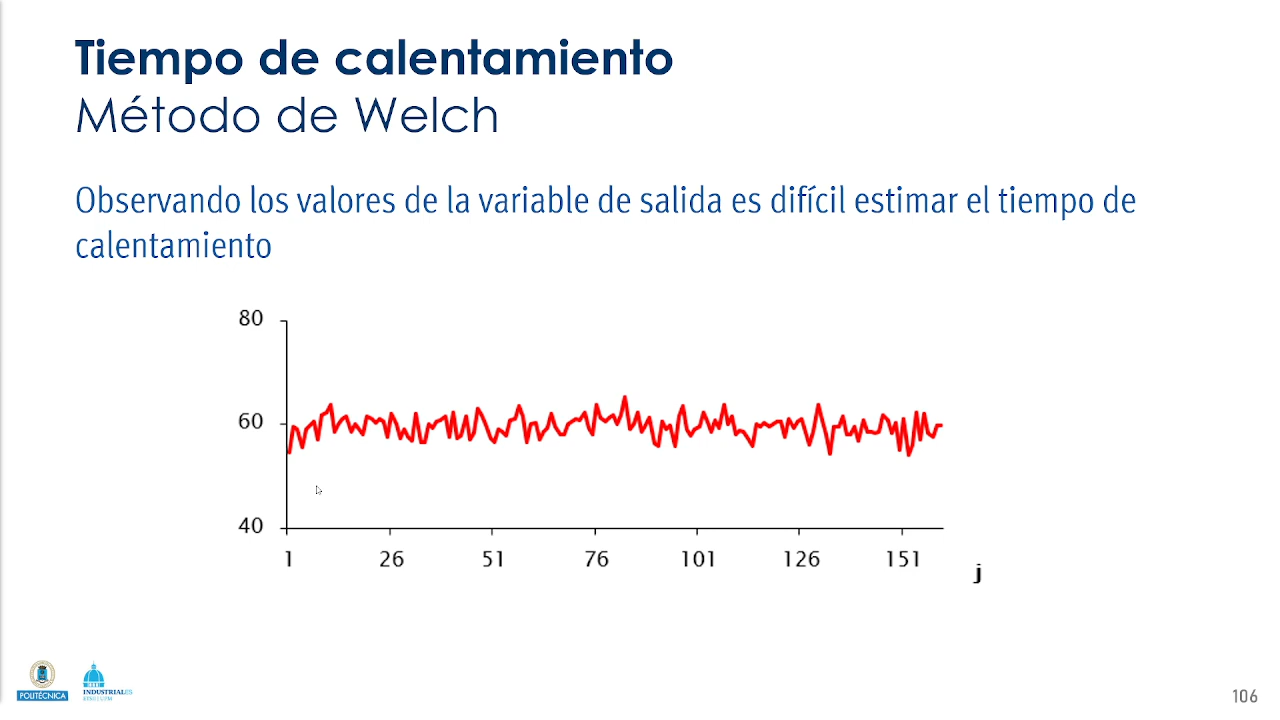 Tiempo de calentamiento
Método de Welch
Observando los valores de la variable de salida es difícil estimar el tiempo de
calentamiento
80
60
40
1 26 51 76 101 126 151
j
POLITÉCNICA
INDUSTRIALES
106